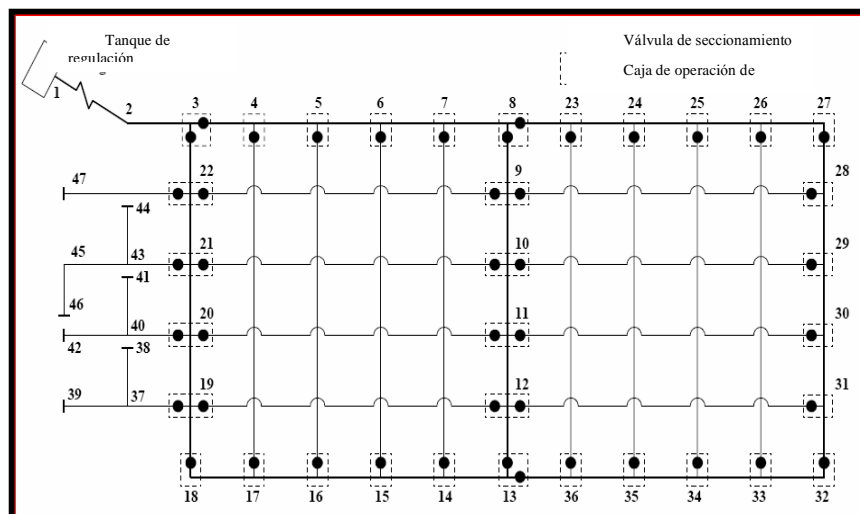 Tanque de
regulación
Válvula de seccionamiento
Caja de operación de
1
2
3 4 5 6 7 8 23 24 25 26 27
47 22 9 28
44
45 43 21 10 29
41
46
40 20 11 30
42 38
39 37 19 12 31
18 17 16 15 14 13 36 35 34 33 32